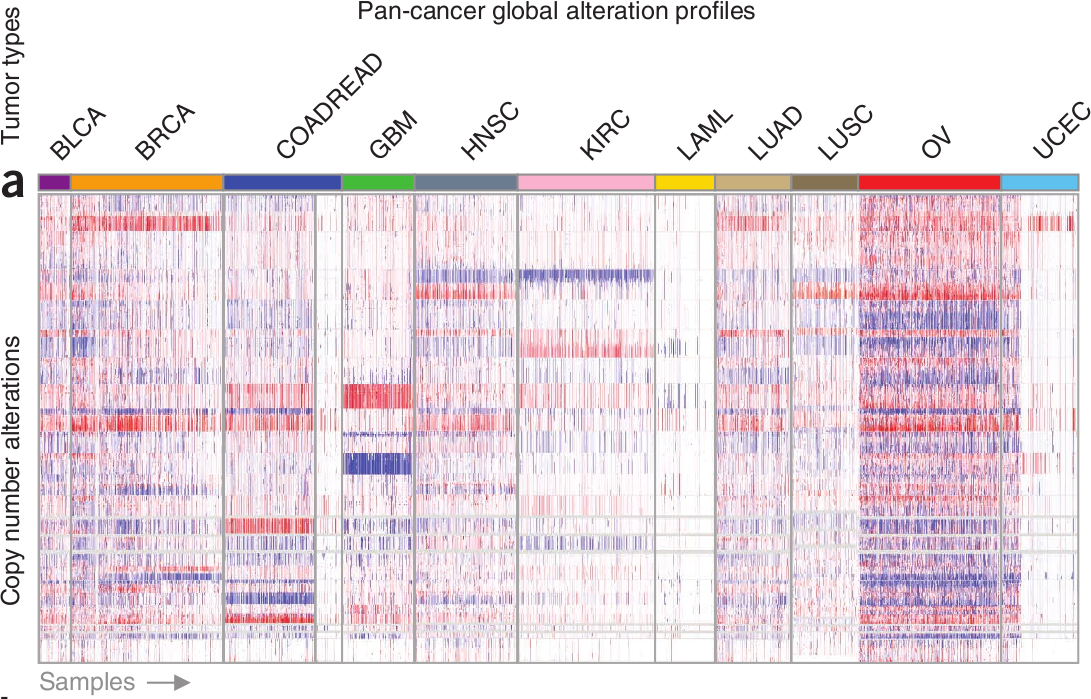 Pan-cancer global alteration profiles
Tumor types
BLCA
BRCA
COADREAD
GBM
HNSC
KIRC
LAML
LUAD
LUSC
OV
UCEC
a
Copy number alterations
Samples